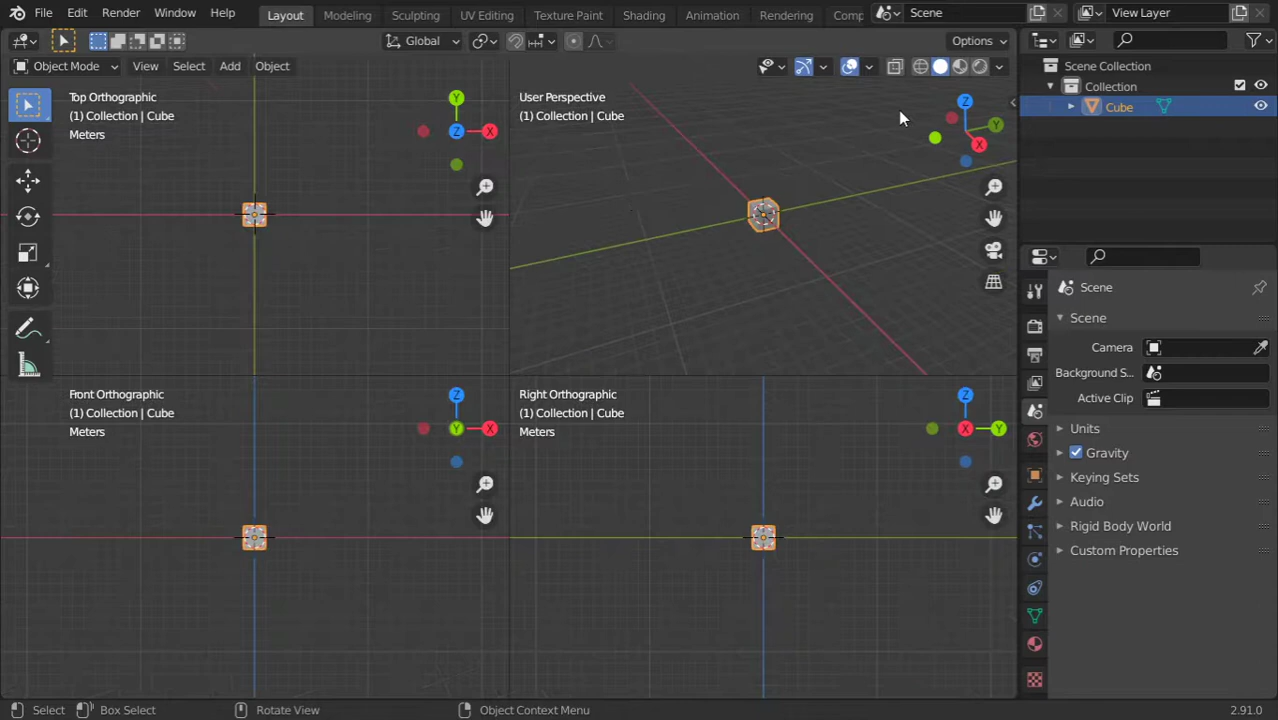 File Edit Render Window Help Layout Modeling Sculpting UV Editing Texture Paint Shading Animation Rendering Comp Scene View Layer
Global Options
Object Mode View Select Add Object
Top Orthographic
(1) Collection | Cube
Meters
Y
Z
X
User Perspective
(1) Collection | Cube
Z
Y
X
Front Orthographic
(1) Collection | Cube
Meters
Z
Y
X
Right Orthographic
(1) Collection | Cube
Meters
Z
X
Y
Scene Collection
Collection
Cube
Scene
Scene
Camera
Background S...
Active Clip
Units
Gravity
Keying Sets
Audio
Rigid Body World
Custom Properties
Select Box Select Rotate View Object Context Menu 2.91.0